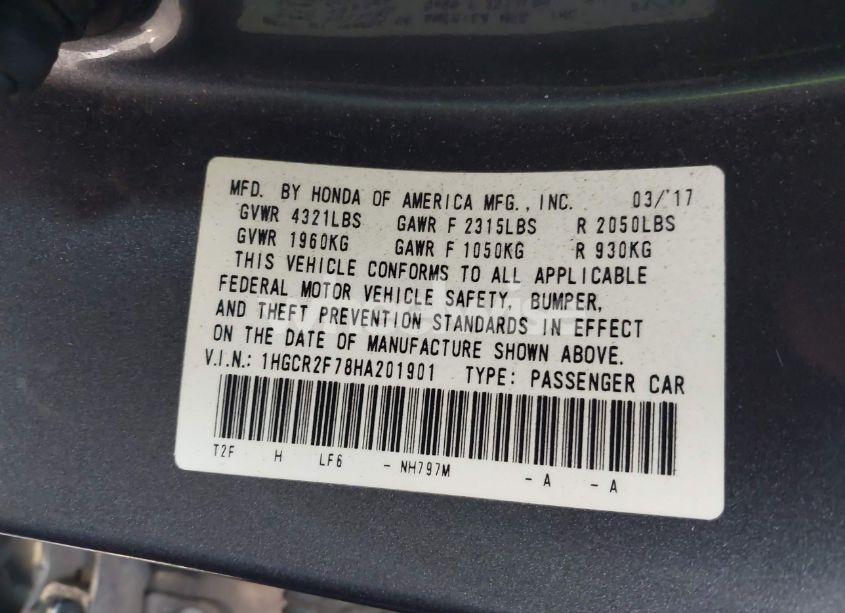 MFD. BY HONDA OF AMERICA MFG., INC. 03/'17
GVWR 4321LBS GAWR F 2315LBS R 2050LBS
GVWR 1960KG GAWR F 1050KG R 930KG
THIS VEHICLE CONFORMS TO ALL APPLICABLE
FEDERAL MOTOR VEHICLE SAFETY, BUMPER,
AND THEFT PREVENTION STANDARDS IN EFFECT
ON THE DATE OF MANUFACTURE SHOWN ABOVE.
V.I.N.: 1HGCR2F78HA201901 TYPE: PASSENGER CAR
T2F H LF6 - NH797M - A - A